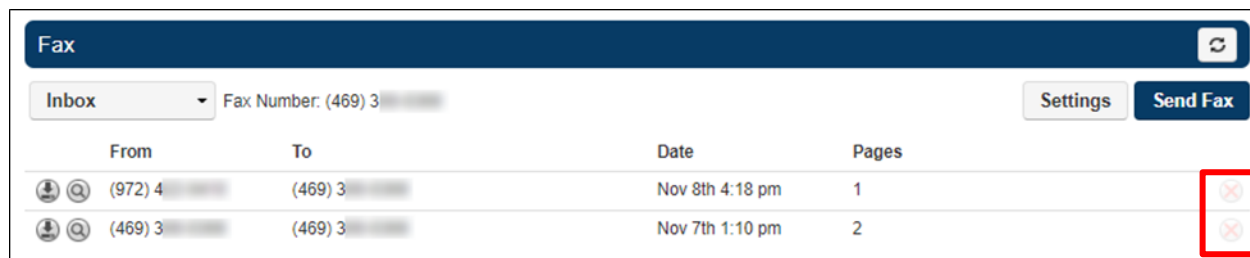 Fax
Inbox Fax Number: (469) 3 Settings Send Fax
From To Date Pages
(972) 4 (469) 3 Nov 8th 4:18 pm 1
(469) 3 (469) 3 Nov 7th 1:10 pm 2